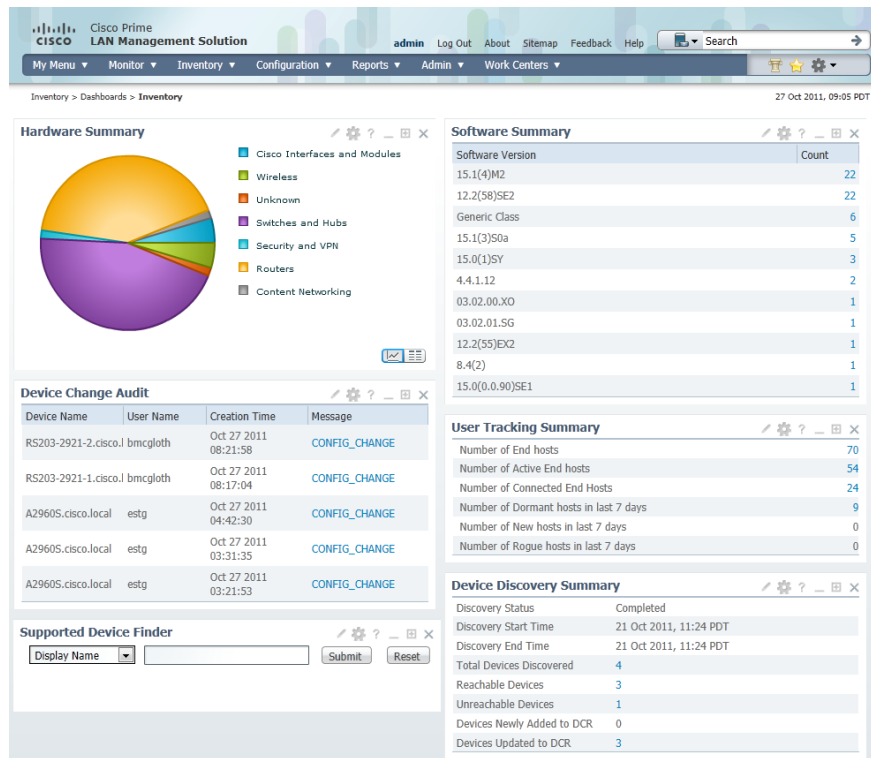 Cisco Prime
CISCO LAN Management Solution
admin Log Out About Sitemap Feedback Help Search
My Menu Monitor Inventory Configuration Reports Admin Work Centers
Inventory > Dashboards > Inventory
27 Oct 2011, 09:05 PDT
Hardware Summary
Cisco Interfaces and Modules
Wireless
Unknown
Switches and Hubs
Security and VPN
Routers
Content Networking
Device Change Audit
Device Name User Name Creation Time Message
RS203-2921-2.cisco.l bmcgloth Oct 27 2011 08:21:58 CONFIG_CHANGE
RS203-2921-1.cisco.l bmcgloth Oct 27 2011 08:17:04 CONFIG_CHANGE
A2960S.cisco.local estg Oct 27 2011 04:42:30 CONFIG_CHANGE
A2960S.cisco.local estg Oct 27 2011 03:31:35 CONFIG_CHANGE
A2960S.cisco.local estg Oct 27 2011 03:21:53 CONFIG_CHANGE
Supported Device Finder
Display Name Submit Reset
Software Summary
Software Version Count
15.1(4)M2 22
12.2(58)SE2 22
Generic Class 6
15.1(3)S0a 5
15.0(1)SY 3
4.4.1.12 2
03.02.00.XO 1
03.02.01.SG 1
12.2(55)EX2 1
8.4(2) 1
15.0(0.0.90)SE1 1
User Tracking Summary
Number of End hosts 70
Number of Active End hosts 54
Number of Connected End Hosts 24
Number of Dormant hosts in last 7 days 9
Number of New hosts in last 7 days 0
Number of Rogue hosts in last 7 days 0
Device Discovery Summary
Discovery Status Completed
Discovery Start Time 21 Oct 2011, 11:24 PDT
Discovery End Time 21 Oct 2011, 11:24 PDT
Total Devices Discovered 4
Reachable Devices 3
Unreachable Devices 1
Devices Newly Added to DCR 0
Devices Updated to DCR 3